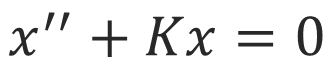 x′′ + Kx = 0